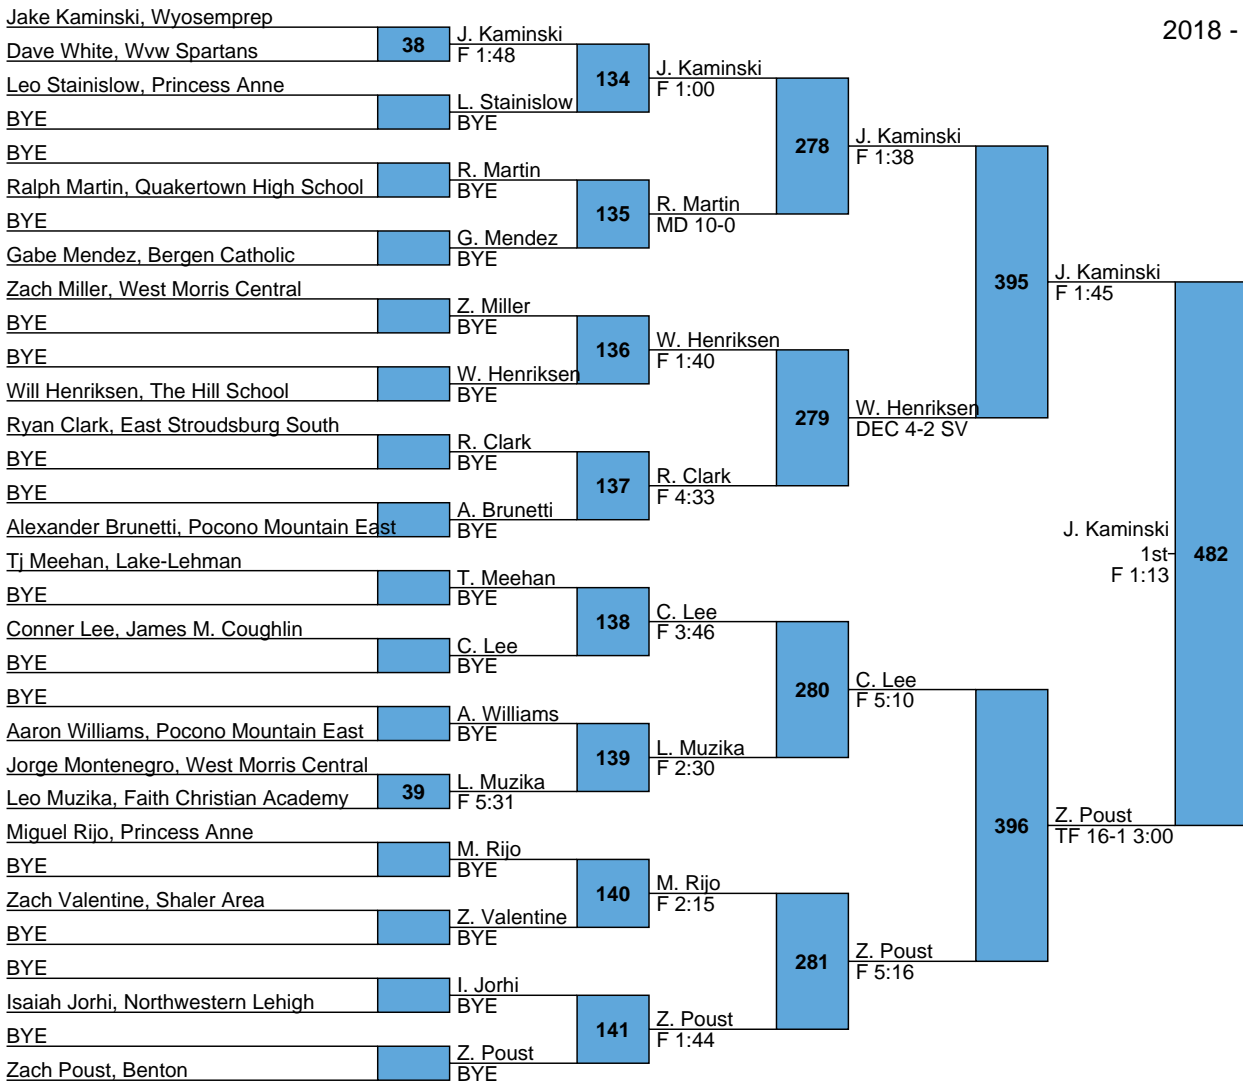 2018 -
Jake Kaminski, Wyosemprep
Dave White, Wvw Spartans
Leo Stainislow, Princess Anne
BYE
BYE
Ralph Martin, Quakertown High School
BYE
Gabe Mendez, Bergen Catholic
Zach Miller, West Morris Central
BYE
BYE
Will Henriksen, The Hill School
Ryan Clark, East Stroudsburg South
BYE
BYE
Alexander Brunetti, Pocono Mountain East
Tj Meehan, Lake-Lehman
BYE
Conner Lee, James M. Coughlin
BYE
BYE
Aaron Williams, Pocono Mountain East
Jorge Montenegro, West Morris Central
Leo Muzika, Faith Christian Academy
Miguel Rijo, Princess Anne
BYE
Zach Valentine, Shaler Area
BYE
BYE
Isaiah Jorhi, Northwestern Lehigh
BYE
Zach Poust, Benton
38
39
J. Kaminski
F 1:48
L. Stainislow
BYE
R. Martin
BYE
G. Mendez
BYE
Z. Miller
BYE
W. Henriksen
BYE
R. Clark
BYE
A. Brunetti
BYE
T. Meehan
BYE
C. Lee
BYE
A. Williams
BYE
L. Muzika
F 5:31
M. Rijo
BYE
Z. Valentine
BYE
I. Jorhi
BYE
Z. Poust
BYE
134
135
136
137
138
139
140
141
J. Kaminski
F 1:00
R. Martin
MD 10-0
W. Henriksen
F 1:40
R. Clark
F 4:33
C. Lee
F 3:46
L. Muzika
F 2:30
M. Rijo
F 2:15
Z. Poust
F 1:44
278
279
280
281
J. Kaminski
F 1:38
W. Henriksen
DEC 4-2 SV
C. Lee
F 5:10
Z. Poust
F 5:16
395
396
J. Kaminski
F 1:45
Z. Poust
TF 16-1 3:00
482
J. Kaminski
1st
F 1:13